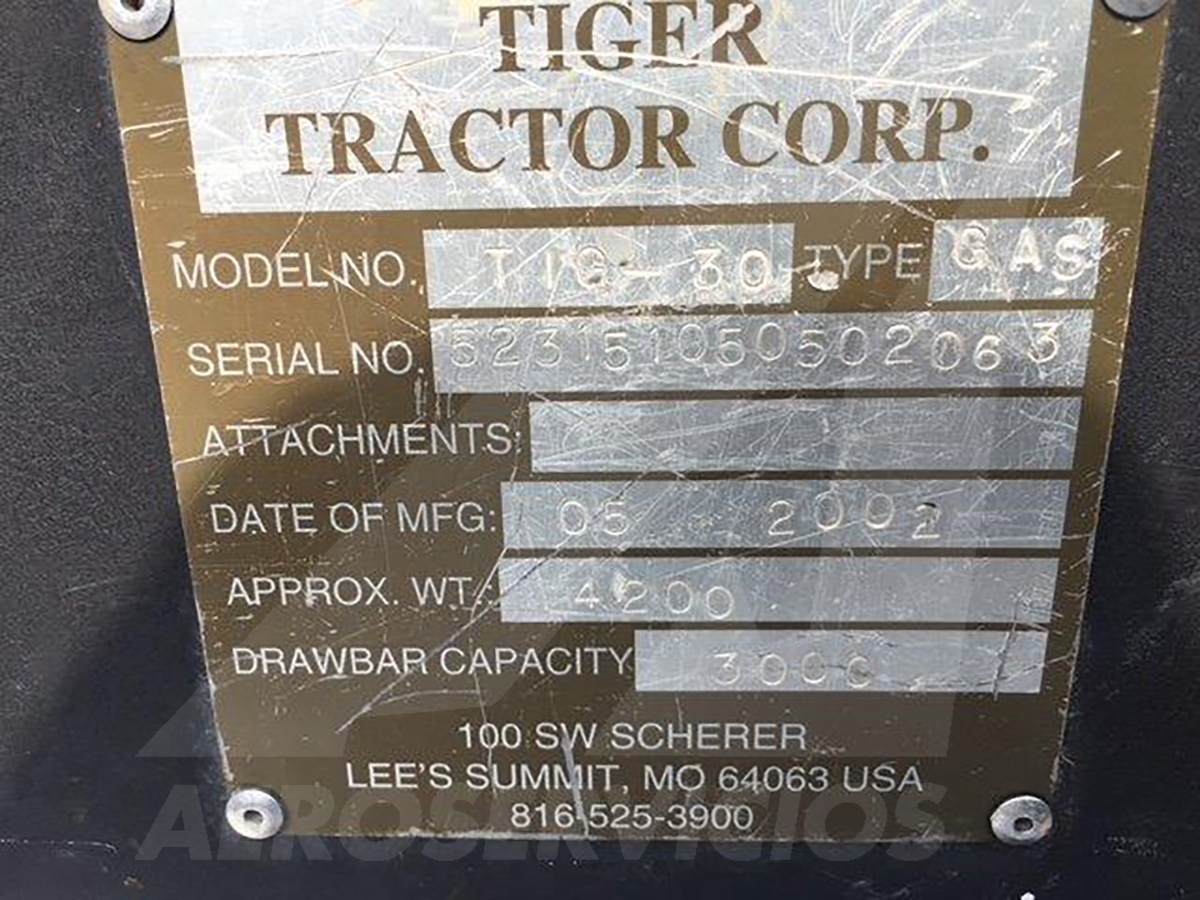 TIGER
TRACTOR CORP.
MODEL NO. TIG-30 TYPE GAS
SERIAL NO.
ATTACHMENTS:
DATE OF MFG: 05 2002
APPROX. WT.: 4200
DRAWBAR CAPACITY 3000
100 SW SCHERER
LEE'S SUMMIT, MO 64063 USA
816-525-3900
AEROSERVICIOS